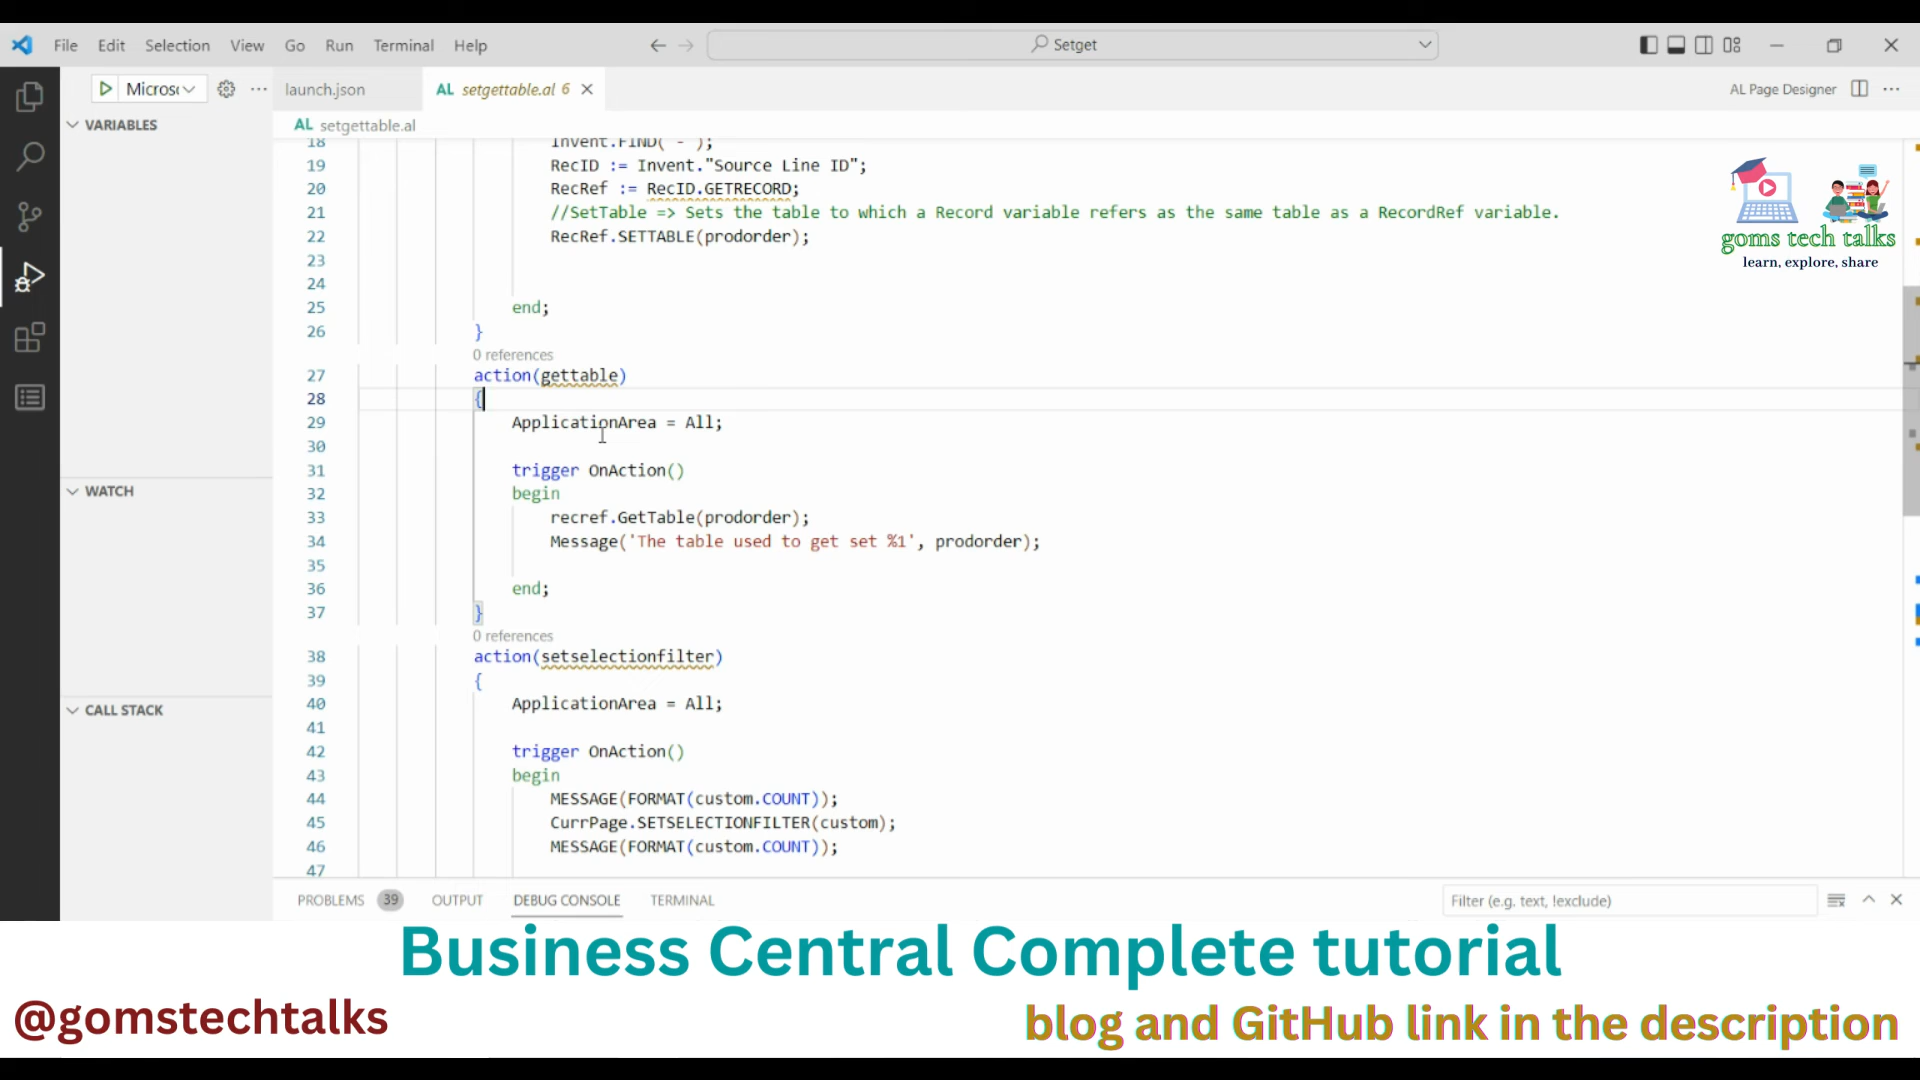 File Edit Selection View Go Run Terminal Help Setget
Micros launch.json AL setgettable.al 6 AL Page Designer
VARIABLES AL setgettable.al
18 Invent.FIND('-');
19 RecID := Invent."Source Line ID";
20 RecRef := RecID.GETRECORD;
21 //SetTable => Sets the table to which a Record variable refers as the same table as a RecordRef variable.
22 RecRef.SETTABLE(prodorder);
23
24
25 end;
26 }
0 references
27 action(gettable)
28 {
29 ApplicationArea = All;
30
31 trigger OnAction()
32 begin
33 recref.GetTable(prodorder);
34 Message('The table used to get set %1', prodorder);
35
36 end;
37 }
0 references
38 action(setselectionfilter)
39 {
40 ApplicationArea = All;
41
42 trigger OnAction()
43 begin
44 MESSAGE(FORMAT(custom.COUNT));
45 CurrPage.SETSELECTIONFILTER(custom);
46 MESSAGE(FORMAT(custom.COUNT));
47
WATCH
CALL STACK
goms tech talks
learn, explore, share
PROBLEMS 39 OUTPUT DEBUG CONSOLE TERMINAL Filter (e.g. text, !exclude)
Business Central Complete tutorial
@gomstechtalks
blog and GitHub link in the description